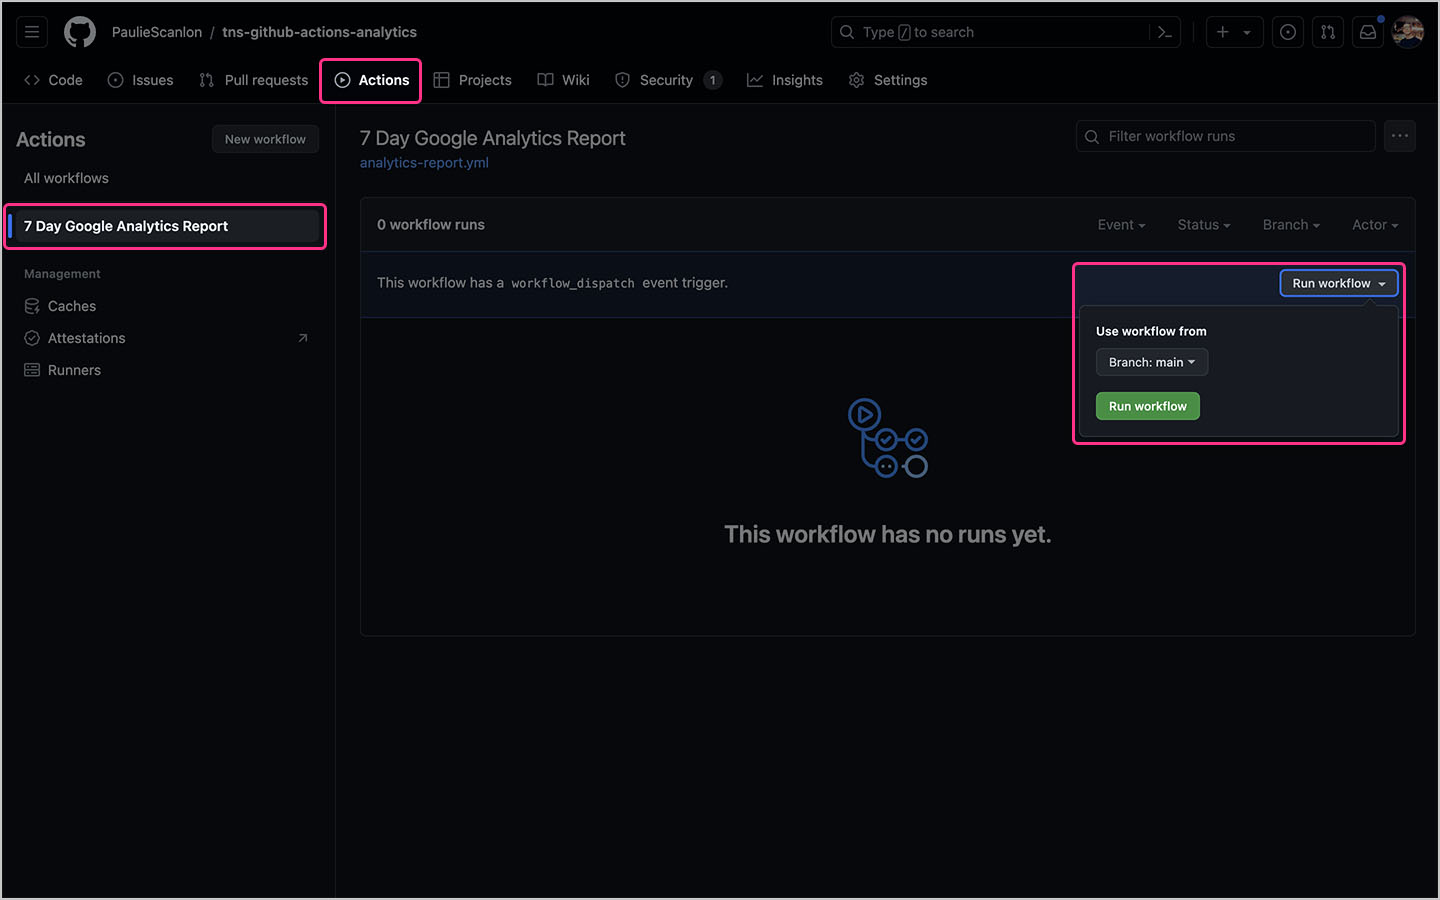 PaulieScanlon / tns-github-actions-analytics
Type / to search
Code Issues Pull requests Actions Projects Wiki Security 1 Insights Settings
Actions
New workflow
All workflows
7 Day Google Analytics Report
Management
Caches
Attestations
Runners
7 Day Google Analytics Report
analytics-report.yml
Filter workflow runs
0 workflow runs
Event Status Branch Actor
This workflow has a workflow_dispatch event trigger.
Run workflow
Use workflow from
Branch: main
Run workflow
This workflow has no runs yet.